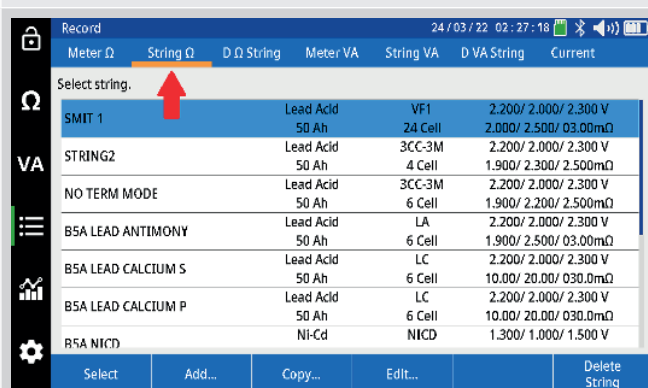 Record 24/03/22 02:27:18
Meter Ω String Ω D Ω String Meter VA String VA D VA String Current
Select string.
Ω
VA
SMIT 1 Lead Acid VF1 2.200/ 2.000/ 2.300 V
50 Ah 24 Cell 2.000/ 2.500/ 03.00mΩ
STRING2 Lead Acid 3CC-3M 2.200/ 2.000/ 2.300 V
50 Ah 4 Cell 1.900/ 2.300/ 2.500mΩ
NO TERM MODE Lead Acid 3CC-3M 2.200/ 2.000/ 2.300 V
50 Ah 6 Cell 1.900/ 2.200/ 2.500mΩ
B5A LEAD ANTIMONY Lead Acid LA 2.200/ 2.000/ 2.300 V
50 Ah 6 Cell 1.900/ 2.500/ 03.00mΩ
B5A LEAD CALCIUM S Lead Acid LC 2.200/ 2.000/ 2.300 V
50 Ah 6 Cell 10.00/ 20.00/ 030.0mΩ
B5A LEAD CALCIUM P Lead Acid LC 2.200/ 2.000/ 2.300 V
50 Ah 6 Cell 10.00/ 20.00/ 030.0mΩ
B5A NICD Ni-Cd NICD 1.300/ 1.000/ 1.500 V
Select Add... Copy... Edit... Delete
String